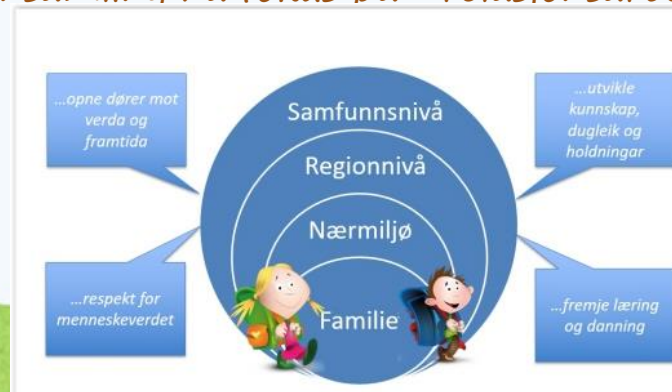 ...opne dører mot
verda og
framtida
Samfunnsnivå
...utvikle
kunnskap,
dugleik og
holdningar
Regionnivå
Nærmiljø
...respekt for
menneskeverdet
Familie
...fremje læring
og danning